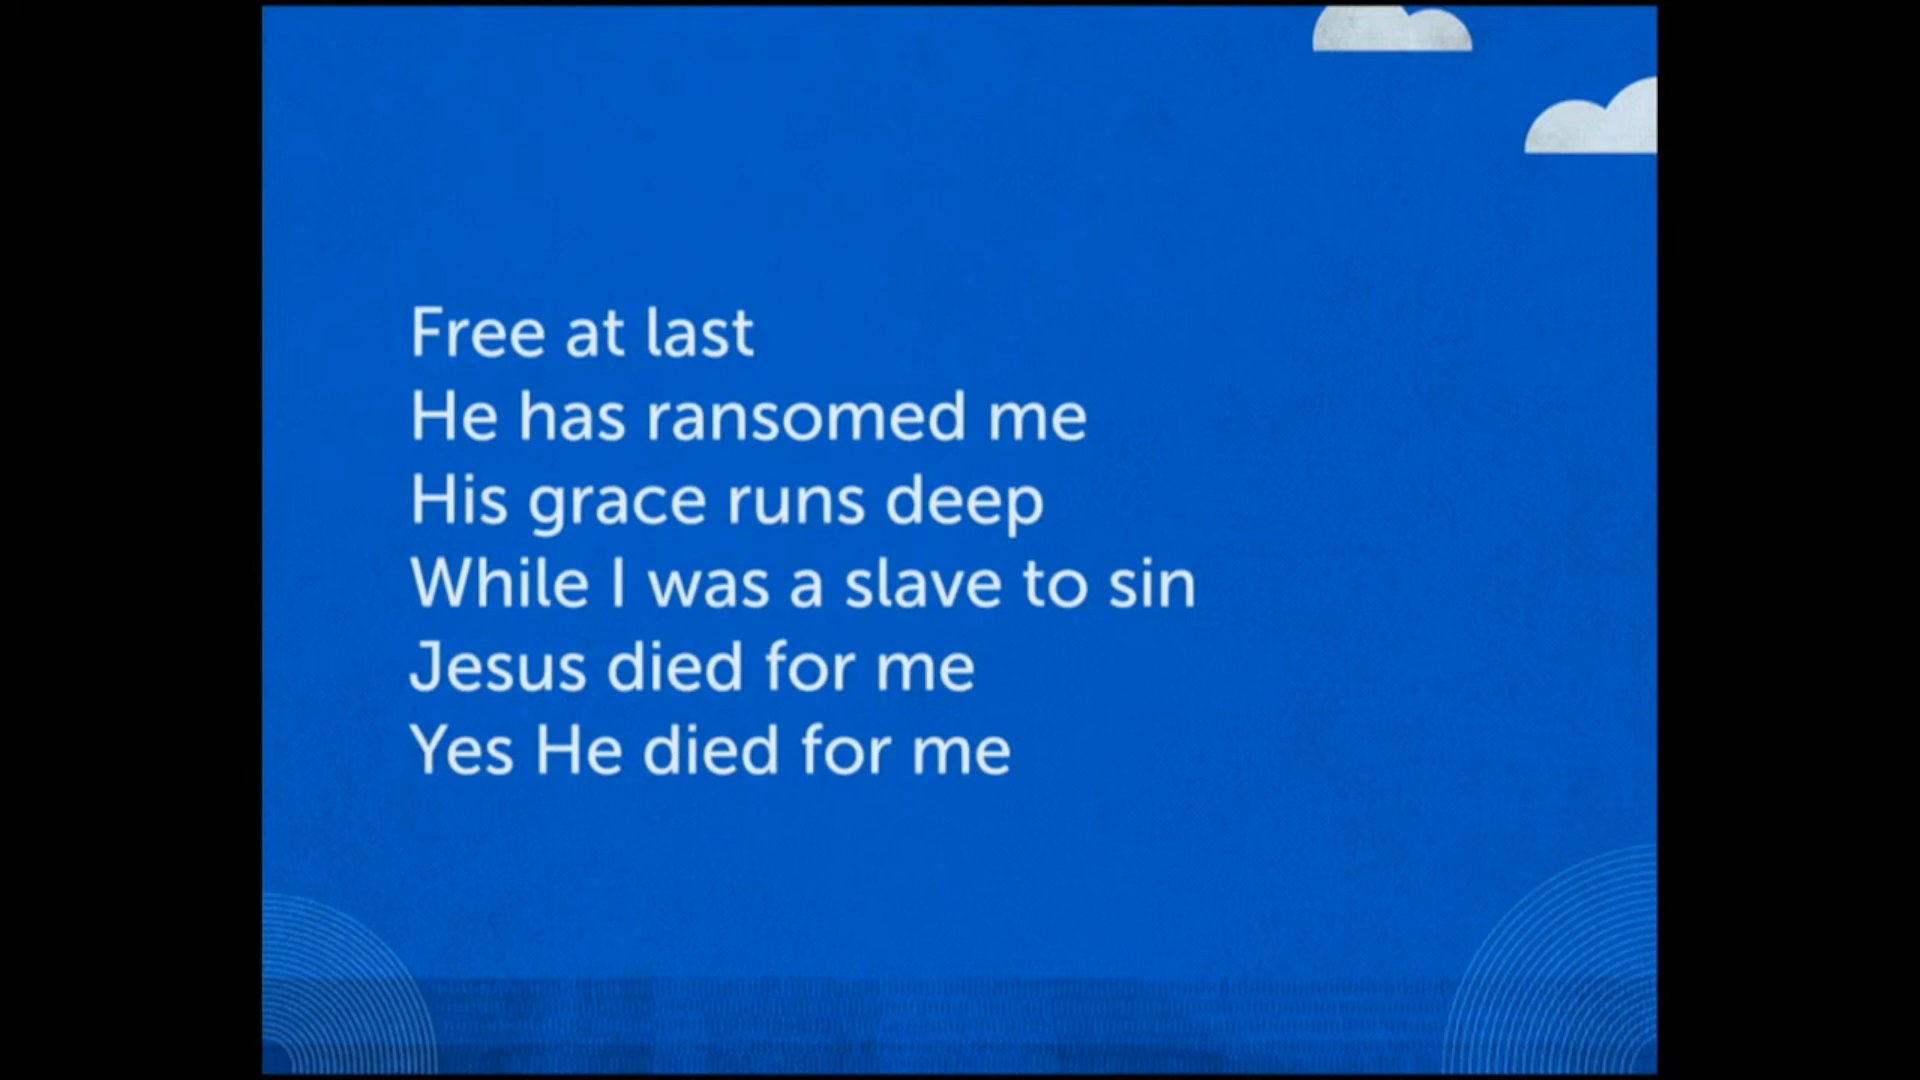 Free at last
He has ransomed me
His grace runs deep
While I was a slave to sin
Jesus died for me
Yes He died for me